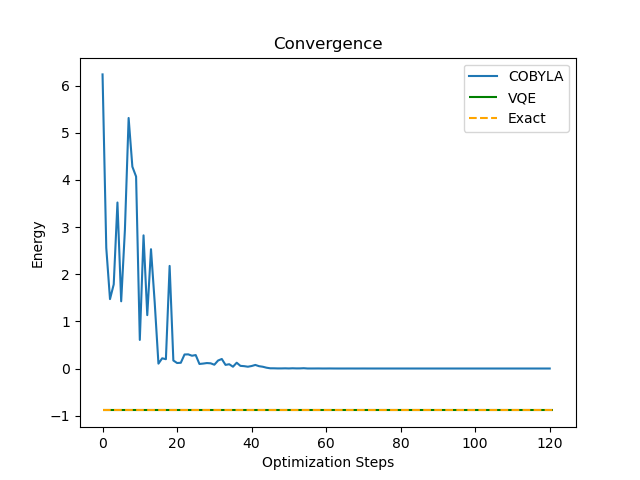 Convergence
COBYLA
VQE
Exact
6
5
4
3
2
1
0
−1
Energy
0 20 40 60 80 100 120
Optimization Steps